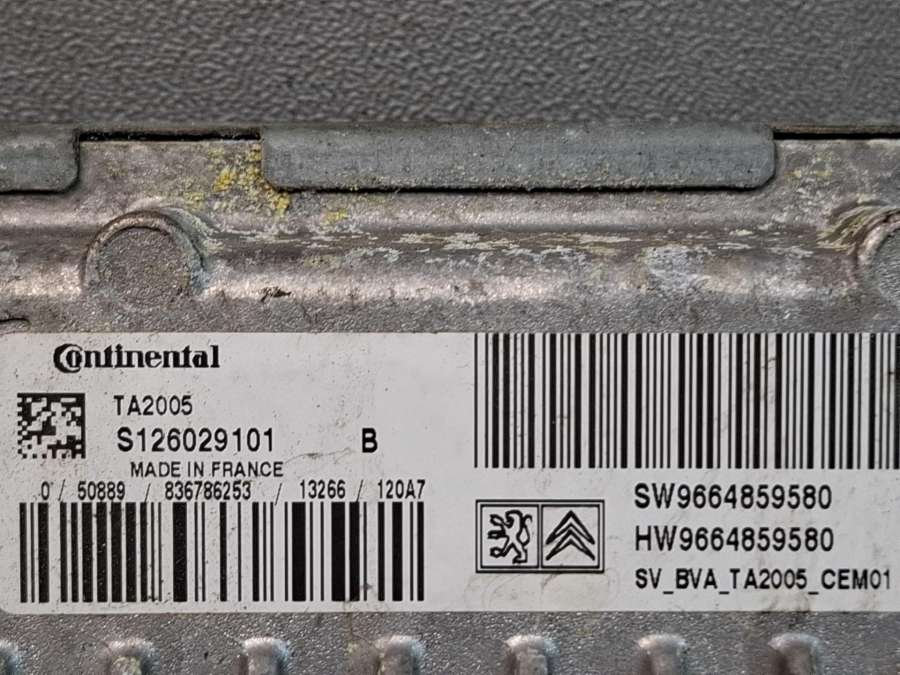 Continental
TA2005
S126029101 B
MADE IN FRANCE
0 / 50889 / 836786253 / 13266 / 120A7
SW9664859580
HW9664859580
SV_BVA_TA2005_CEM01